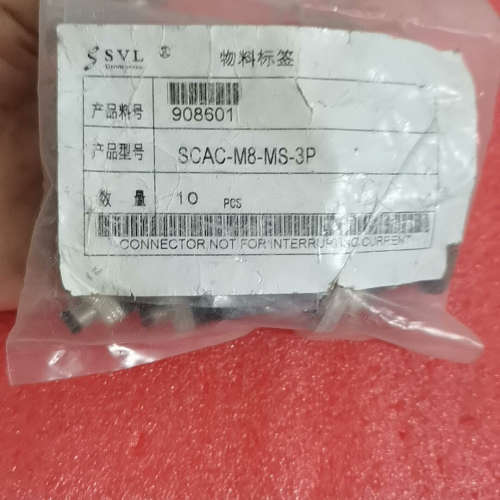 SVL ® 物料标签
产品料号 908601
产品型号 SCAC-M8-MS-3P
数量 10 PCS
CONNECTOR NOT FOR INTERRUPTING CURRENT